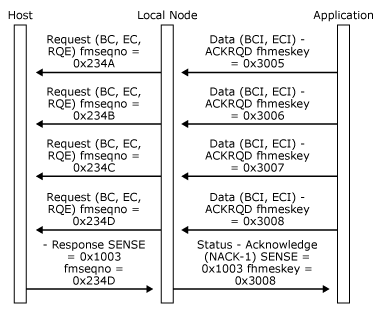 Host
Local Node
Application
Request (BC, EC,
RQE) fmseqno =
0x234A
Data (BCI, ECI) -
ACKRQD fhmeskey
= 0x3005
Request (BC, EC,
RQE) fmseqno =
0x234B
Data (BCI, ECI) -
ACKRQD fhmeskey
= 0x3006
Request (BC, EC,
RQE) fmseqno =
0x234C
Data (BCI, ECI) -
ACKRQD fhmeskey
= 0x3007
Request (BC, EC,
RQE) fmseqno =
0x234D
Data (BCI, ECI) -
ACKRQD fhmeskey
= 0x3008
- Response SENSE
= 0x1003
fmseqno =
0x234D
Status - Acknowledge
(NACK-1) SENSE =
0x1003 fhmeskey =
0x3008